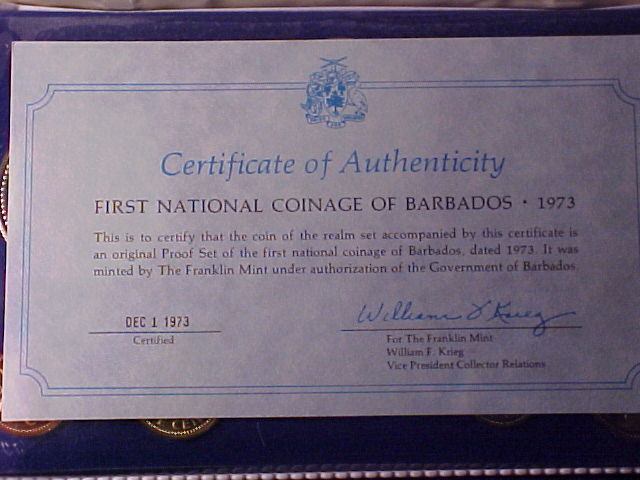 Certificate of Authenticity
FIRST NATIONAL COINAGE OF BARBADOS · 1973
This is to certify that the coin of the realm set accompanied by this certificate is
an original Proof Set of the first national coinage of Barbados, dated 1973. It was
minted by The Franklin Mint under authorization of the Government of Barbados.
DEC 1 1973
Certified
William F Krieg
For The Franklin Mint
William F. Krieg
Vice President Collector Relations